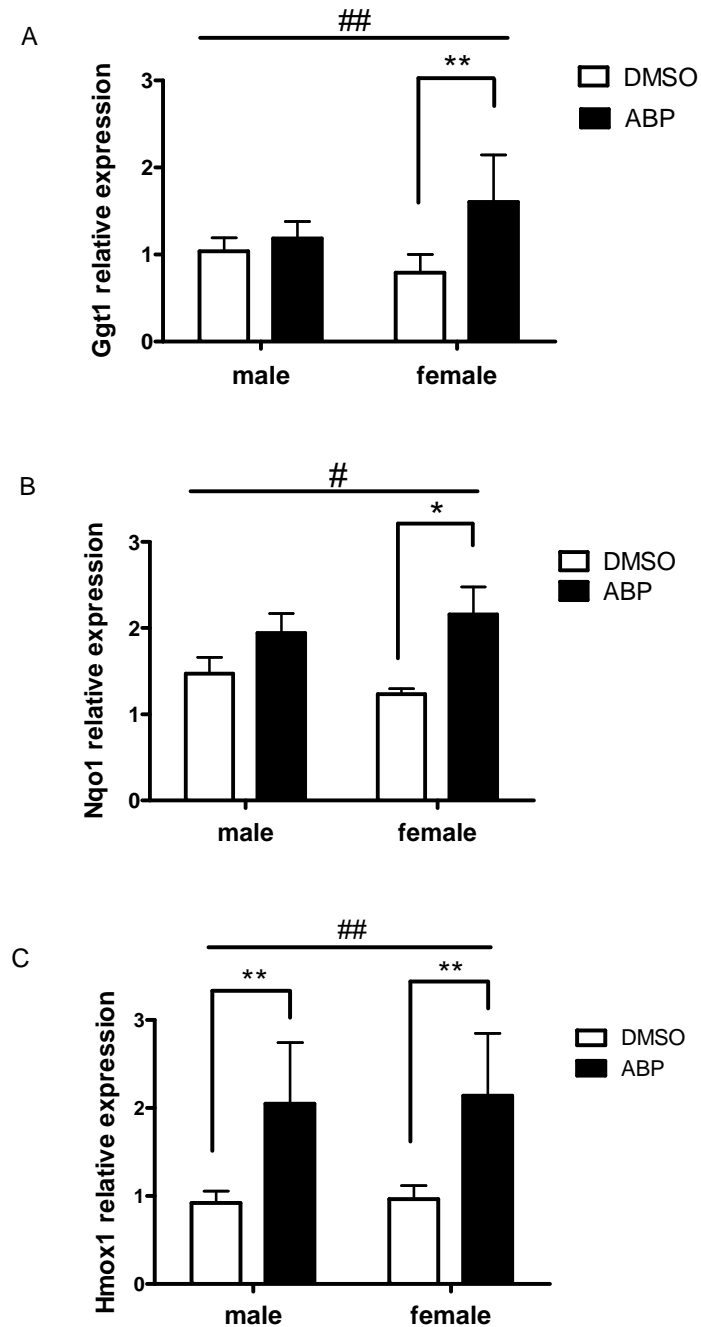 A
##
**
DMSO
ABP
Ggt1 relative expression
3
2
1
0
male female
B
#
*
DMSO
ABP
Nqo1 relative expression
3
2
1
0
male female
C
##
** **
DMSO
ABP
Hmox1 relative expression
3
2
1
0
male female